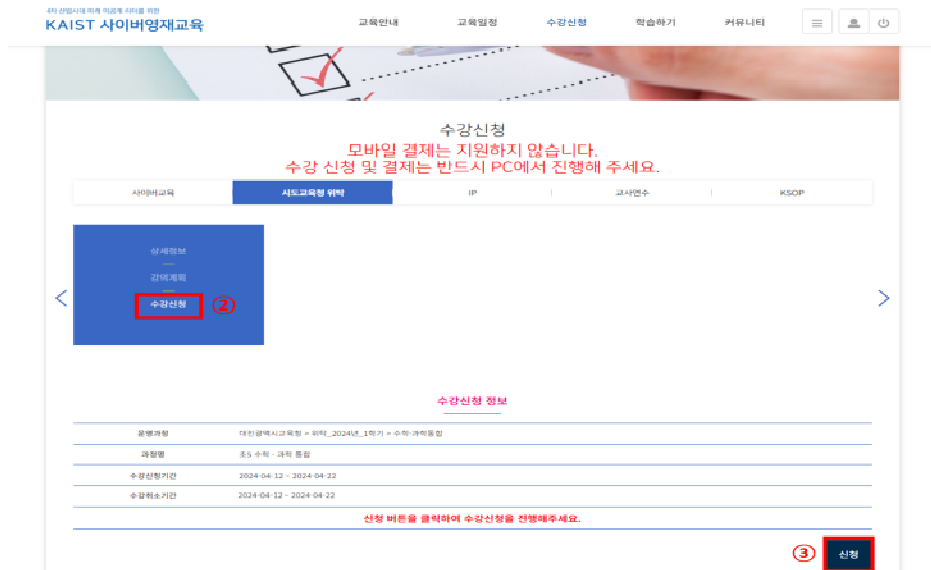 4차 산업시대 미래 이공계 리더를 위한
KAIST 사이버영재교육
교육안내 교육일정 수강신청 학습하기 커뮤니티
수강신청
모바일 결제는 지원하지 않습니다.
수강 신청 및 결제는 반드시 PC에서 진행해 주세요.
사이버교육 시도교육청 위탁 IP 교사연수 KSOP
상세정보
강의계획
수강신청 ②
수강신청 정보
운영과정 대전광역시교육청 » 위탁_2024년_1학기 » 수학·과학통합
과정명 초5 수학 · 과학 통합
수강신청기간 2024-04-12 ~ 2024-04-22
수강취소기간 2024-04-12 ~ 2024-04-22
신청 버튼을 클릭하여 수강신청을 진행해주세요.
③ 신청